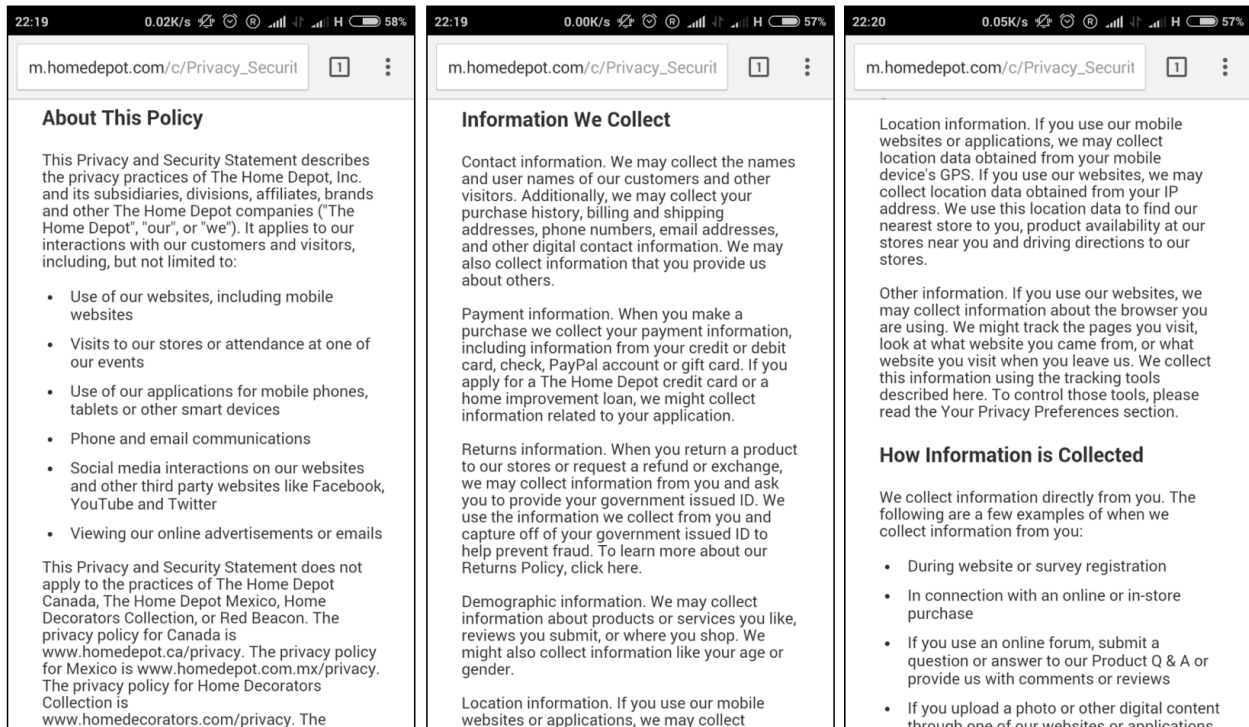 22:19 0.02K/s R H 58%
m.homedepot.com/c/Privacy_Securit 1
About This Policy
This Privacy and Security Statement describes
the privacy practices of The Home Depot, Inc.
and its subsidiaries, divisions, affiliates, brands
and other The Home Depot companies ("The
Home Depot", "our", or "we"). It applies to our
interactions with our customers and visitors,
including, but not limited to:
• Use of our websites, including mobile
websites
• Visits to our stores or attendance at one of
our events
• Use of our applications for mobile phones,
tablets or other smart devices
• Phone and email communications
• Social media interactions on our websites
and other third party websites like Facebook,
YouTube and Twitter
• Viewing our online advertisements or emails
This Privacy and Security Statement does not
apply to the practices of The Home Depot
Canada, The Home Depot Mexico, Home
Decorators Collection, or Red Beacon. The
privacy policy for Canada is
www.homedepot.ca/privacy. The privacy policy
for Mexico is www.homedepot.com.mx/privacy.
The privacy policy for Home Decorators
Collection is
www.homedecorators.com/privacy. The
22:19 0.00K/s R H 57%
m.homedepot.com/c/Privacy_Securit 1
Information We Collect
Contact information. We may collect the names
and user names of our customers and other
visitors. Additionally, we may collect your
purchase history, billing and shipping
addresses, phone numbers, email addresses,
and other digital contact information. We may
also collect information that you provide us
about others.
Payment information. When you make a
purchase we collect your payment information,
including information from your credit or debit
card, check, PayPal account or gift card. If you
apply for a The Home Depot credit card or a
home improvement loan, we might collect
information related to your application.
Returns information. When you return a product
to our stores or request a refund or exchange,
we may collect information from you and ask
you to provide your government issued ID. We
use the information we collect from you and
capture off of your government issued ID to
help prevent fraud. To learn more about our
Returns Policy, click here.
Demographic information. We may collect
information about products or services you like,
reviews you submit, or where you shop. We
might also collect information like your age or
gender.
Location information. If you use our mobile
websites or applications, we may collect
22:20 0.05K/s R H 57%
m.homedepot.com/c/Privacy_Securit 1
Location information. If you use our mobile
websites or applications, we may collect
location data obtained from your mobile
device's GPS. If you use our websites, we may
collect location data obtained from your IP
address. We use this location data to find our
nearest store to you, product availability at our
stores near you and driving directions to our
stores.
Other information. If you use our websites, we
may collect information about the browser you
are using. We might track the pages you visit,
look at what website you came from, or what
website you visit when you leave us. We collect
this information using the tracking tools
described here. To control those tools, please
read the Your Privacy Preferences section.
How Information is Collected
We collect information directly from you. The
following are a few examples of when we
collect information from you:
• During website or survey registration
• In connection with an online or in-store
purchase
• If you use an online forum, submit a
question or answer to our Product Q & A or
provide us with comments or reviews
• If you upload a photo or other digital content
through one of our websites or applications